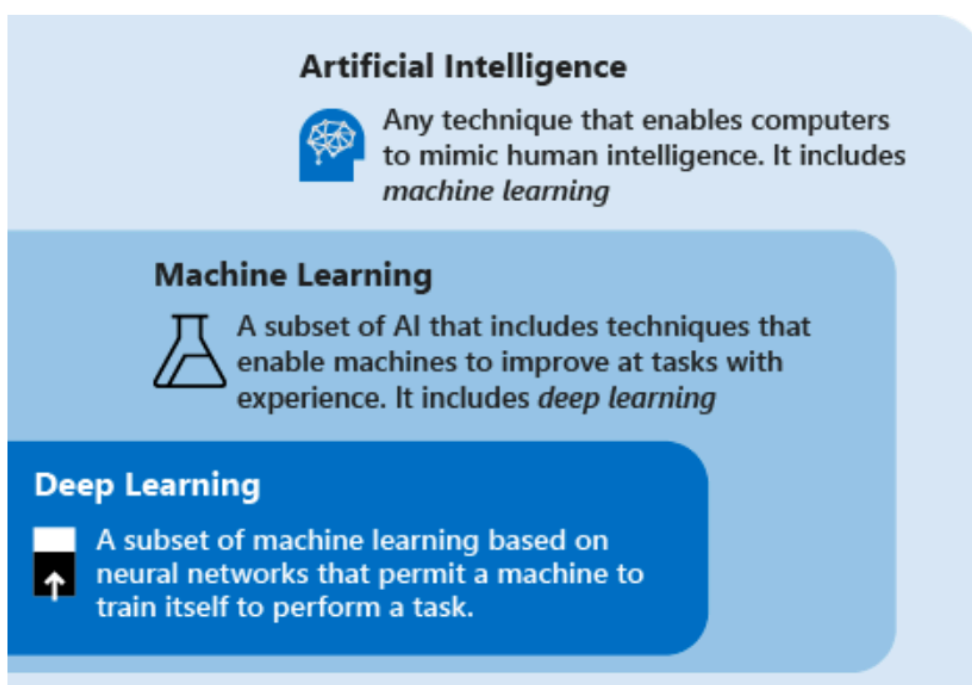 Artificial Intelligence
Any technique that enables computers
to mimic human intelligence. It includes
machine learning
Machine Learning
A subset of AI that includes techniques that
enable machines to improve at tasks with
experience. It includes deep learning
Deep Learning
A subset of machine learning based on
neural networks that permit a machine to
train itself to perform a task.